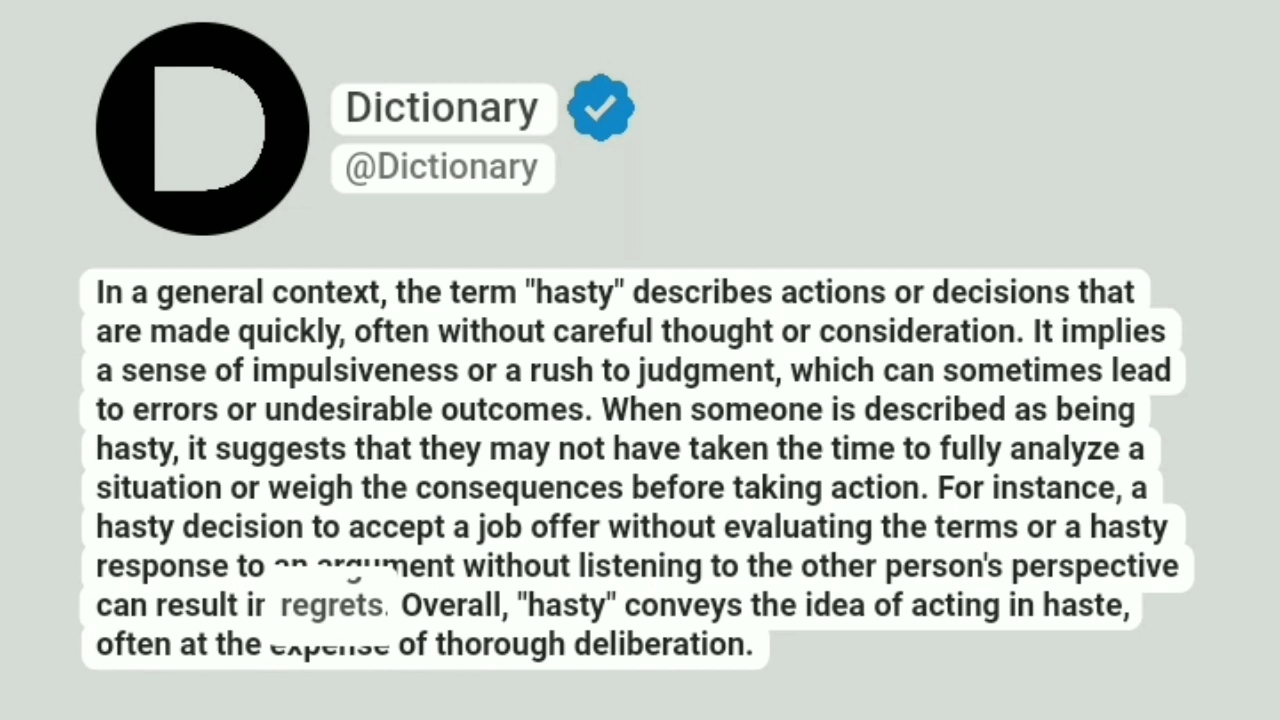 D
Dictionary
@Dictionary
In a general context, the term "hasty" describes actions or decisions that
are made quickly, often without careful thought or consideration. It implies
a sense of impulsiveness or a rush to judgment, which can sometimes lead
to errors or undesirable outcomes. When someone is described as being
hasty, it suggests that they may not have taken the time to fully analyze a
situation or weigh the consequences before taking action. For instance, a
hasty decision to accept a job offer without evaluating the terms or a hasty
response to an argument without listening to the other person's perspective
can result in regrets. Overall, "hasty" conveys the idea of acting in haste,
often at the expense of thorough deliberation.